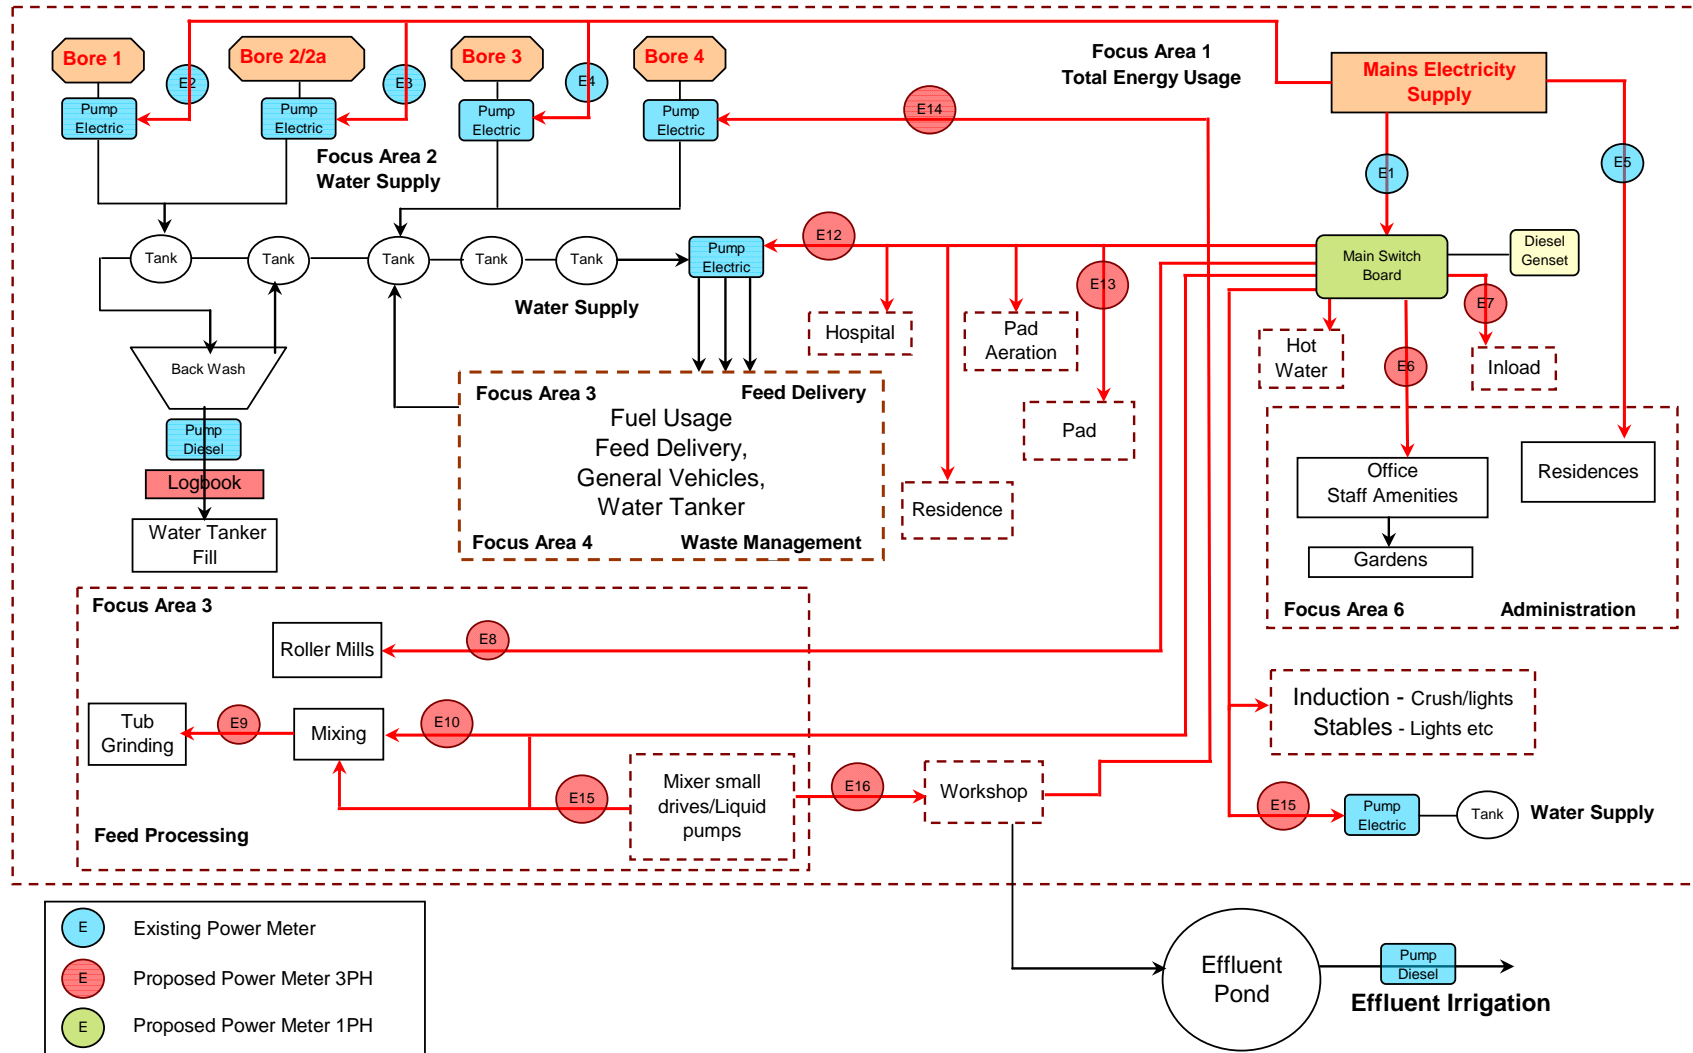 Bore 1
Bore 2/2a
Bore 3
Bore 4
Focus Area 1
Total Energy Usage
Mains Electricity
Supply
E2
E3
E4
E14
Pump
Electric
Pump
Electric
Pump
Electric
Pump
Electric
Focus Area 2
Water Supply
E1
E5
Tank
Tank
Tank
Tank
Tank
Pump
Electric
E12
E13
Main Switch
Board
Diesel
Genset
E7
E6
Water Supply
Hospital
Pad
Aeration
Hot
Water
Inload
Back Wash
Pump
Diesel
Logbook
Water Tanker
Fill
Focus Area 3
Feed Delivery
Fuel Usage
Feed Delivery,
General Vehicles,
Water Tanker
Focus Area 4
Waste Management
Pad
Residence
Office
Staff Amenities
Residences
Gardens
Focus Area 6
Administration
Focus Area 3
Roller Mills
E8
Tub
Grinding
E9
Mixing
E10
E15
Mixer small
drives/Liquid
pumps
E16
Workshop
Feed Processing
Induction - Crush/lights
Stables - Lights etc
E15
Pump
Electric
Tank
Water Supply
E
Existing Power Meter
E
Proposed Power Meter 3PH
E
Proposed Power Meter 1PH
Effluent
Pond
Pump
Diesel
Effluent Irrigation